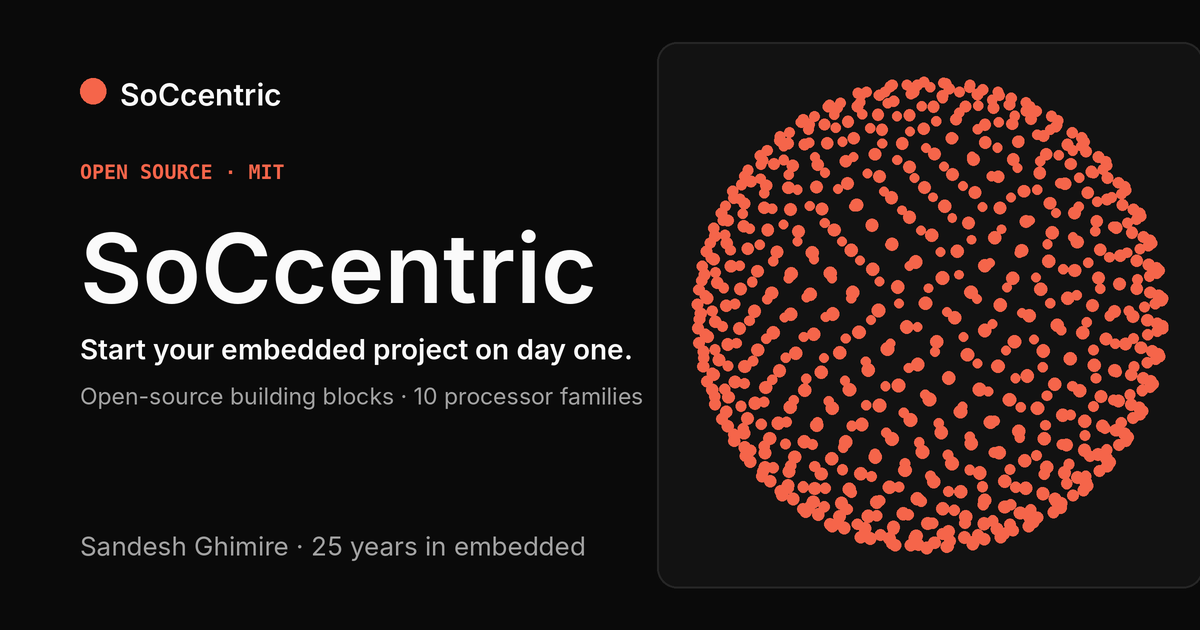 SoCcentric
OPEN SOURCE · MIT
SoCcentric
Start your embedded project on day one.
Open-source building blocks · 10 processor families
Sandesh Ghimire · 25 years in embedded